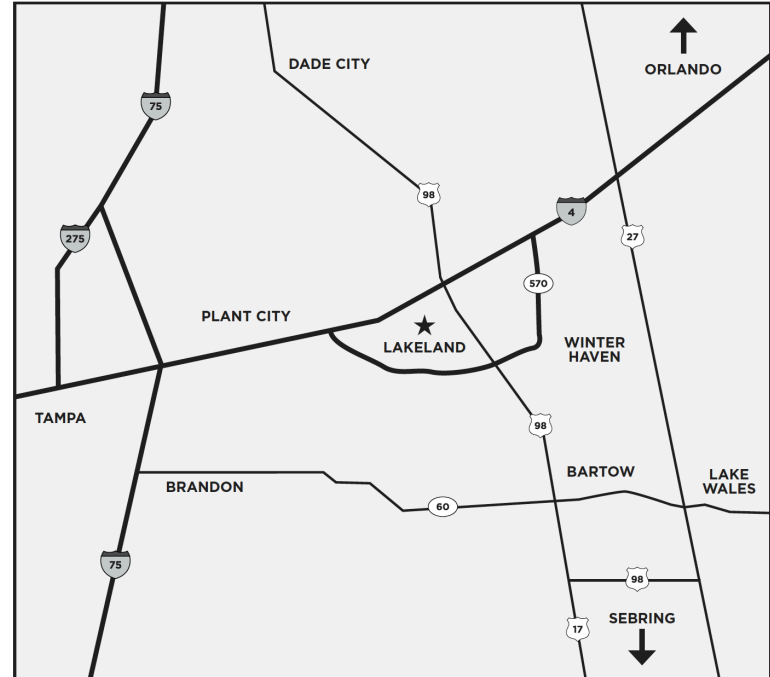 DADE CITY
ORLANDO
75
98
4
275
27
570
PLANT CITY
LAKELAND
WINTER
HAVEN
TAMPA
98
BARTOW
LAKE
WALES
BRANDON
60
75
98
SEBRING
17